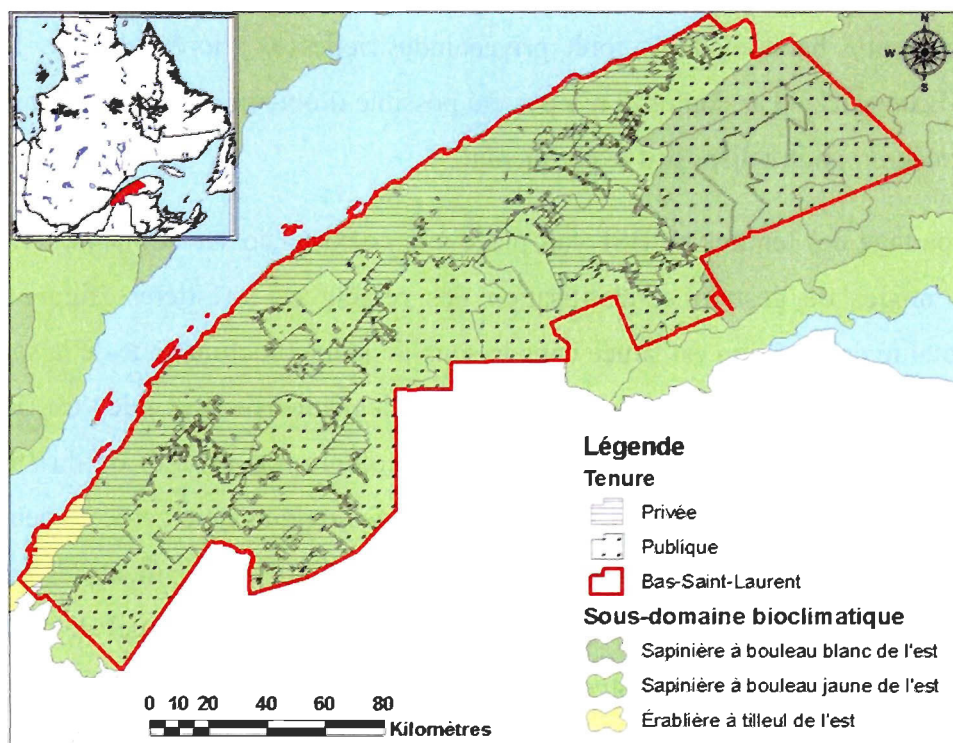 N
W
S
Légende
Tenure
Privée
Publique
Bas-Saint-Laurent
Sous-domaine bioclimatique
Sapinière à bouleau blanc de l'est
Sapinière à bouleau jaune de l'est
Érablière à tilleul de l'est
0 10 20 40 60 80
Kilomètres